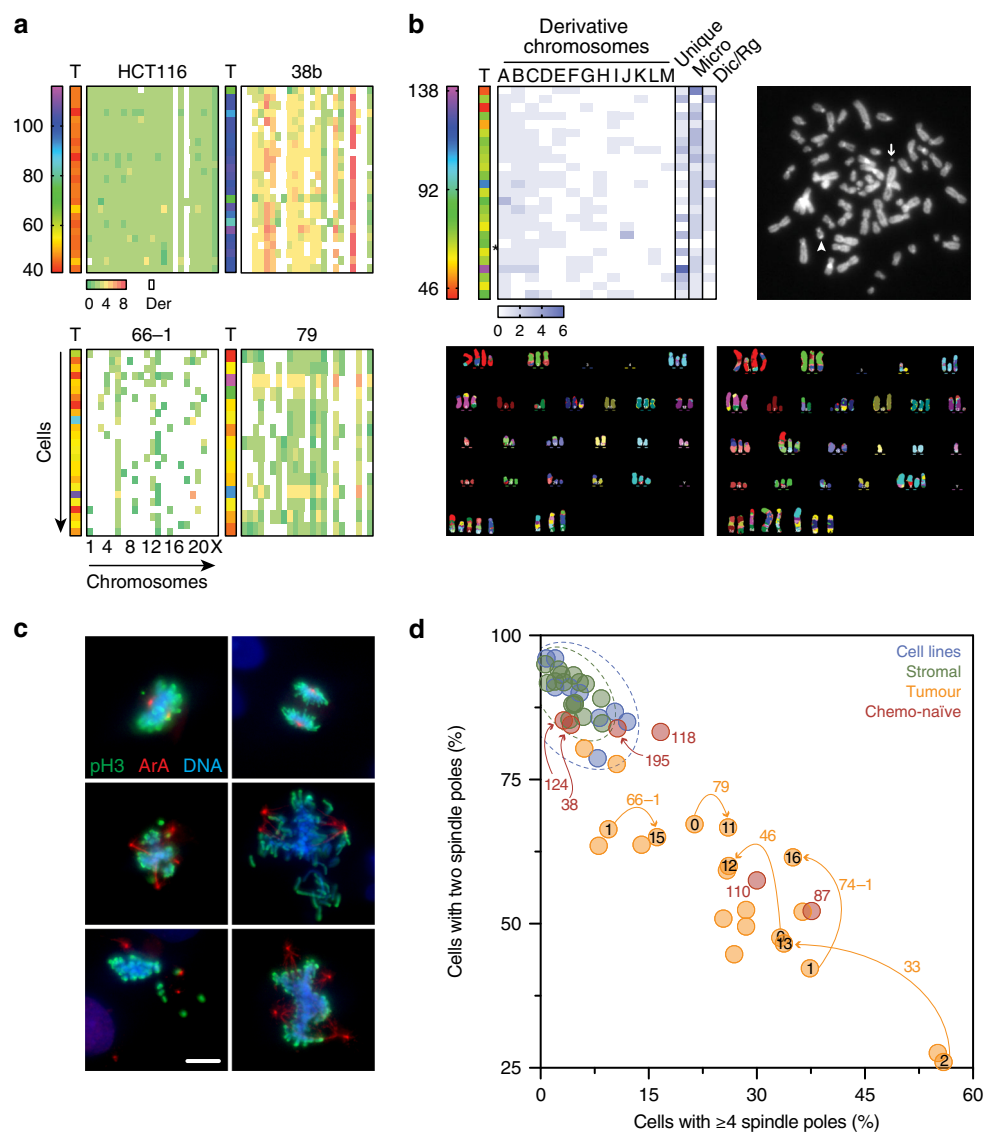 a
T HCT116 T 38b
100
80
60
40
0 4 8 Der
T 66–1 T 79
Cells
1 4 8 12 16 20 X
Chromosomes
b
Derivative
chromosomes
Unique
Micro
Dic/Rg
T A B C D E F G H I J K L M
138
92
46
*
0 2 4 6
c
pH3 ArA DNA
d
100
75
50
25
Cells with two spindle poles (%)
Cell lines
Stromal
Tumour
Chemo-naïve
118
195
124
38
66–1
79
1
15
0
11
46
12
16
74–1
110
87
13
1
33
2
0 15 30 45 60
Cells with ≥4 spindle poles (%)